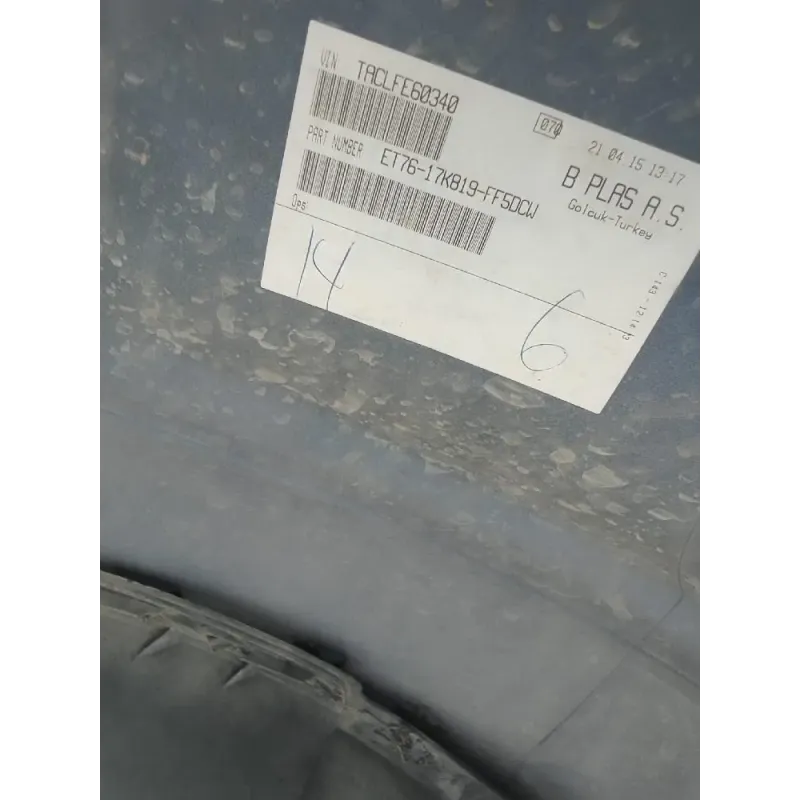 VIN TACLFE60340
070
21 04 15 13:17
PART NUMBER ET76-17K819-FF5DCW
B PLAS A.S.
Golcuk-Turkey
Ops
14
6